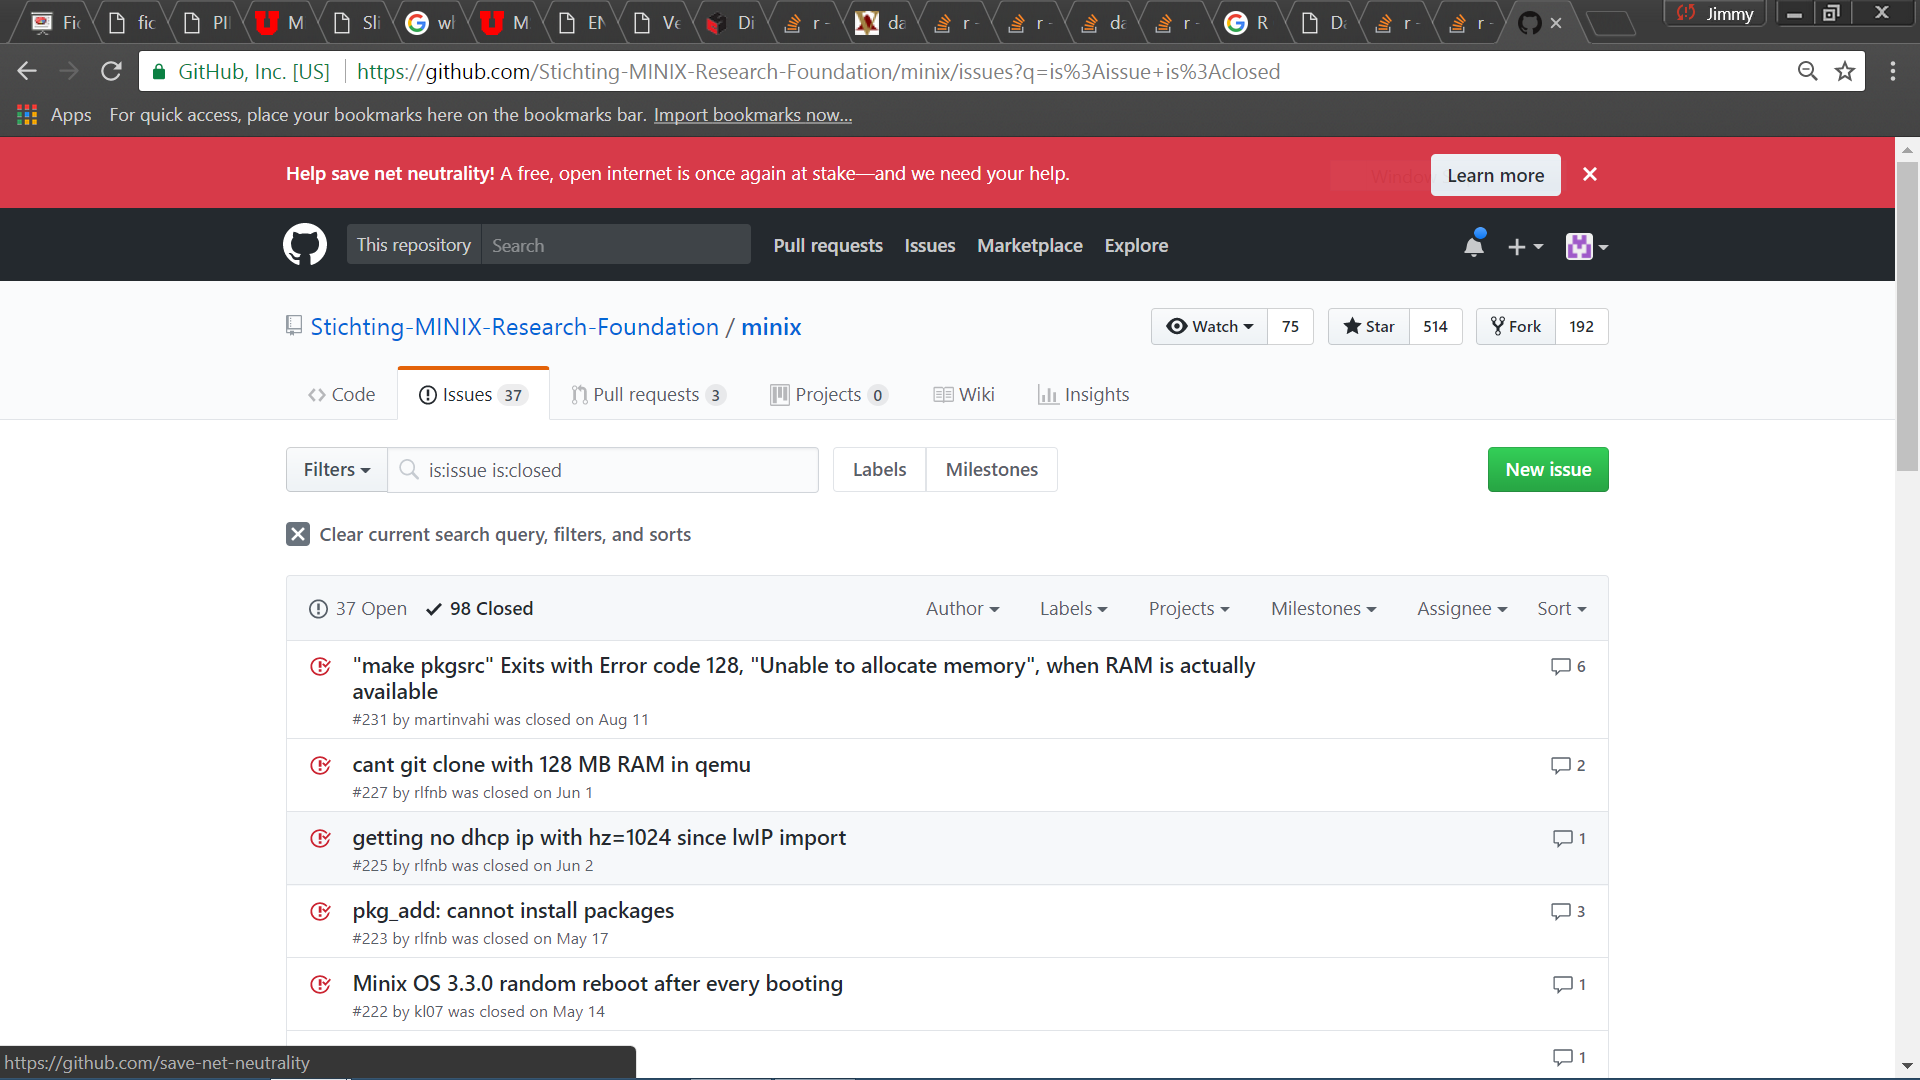 Fic
fic
PII
M
Sli
wh
M
EN
Ve
Di
r -
da
r -
r -
da
r -
R
Da
r -
r -
Jimmy
GitHub, Inc. [US]
https://github.com/Stichting-MINIX-Research-Foundation/minix/issues?q=is%3Aissue+is%3Aclosed
Apps
For quick access, place your bookmarks here on the bookmarks bar. Import bookmarks now...
Help save net neutrality! A free, open internet is once again at stake—and we need your help.
Learn more
This repository
Search
Pull requests
Issues
Marketplace
Explore
Stichting-MINIX-Research-Foundation / minix
Watch
75
Star
514
Fork
192
Code
Issues 37
Pull requests 3
Projects 0
Wiki
Insights
Filters
is:issue is:closed
Labels
Milestones
New issue
Clear current search query, filters, and sorts
37 Open
98 Closed
Author
Labels
Projects
Milestones
Assignee
Sort
"make pkgsrc" Exits with Error code 128, "Unable to allocate memory", when RAM is actually
available
6
#231 by martinvahi was closed on Aug 11
cant git clone with 128 MB RAM in qemu
2
#227 by rlfnb was closed on Jun 1
getting no dhcp ip with hz=1024 since lwIP import
1
#225 by rlfnb was closed on Jun 2
pkg_add: cannot install packages
3
#223 by rlfnb was closed on May 17
Minix OS 3.3.0 random reboot after every booting
1
#222 by kl07 was closed on May 14
1
https://github.com/save-net-neutrality